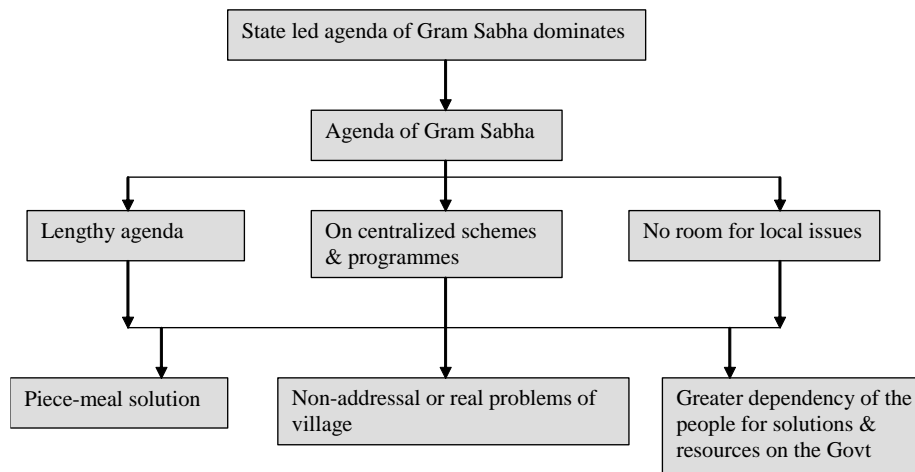 State led agenda of Gram Sabha dominates
Agenda of Gram Sabha
Lengthy agenda
On centralized schemes
& programmes
No room for local issues
Piece-meal solution
Non-addressal or real problems of
village
Greater dependency of the
people for solutions &
resources on the Govt